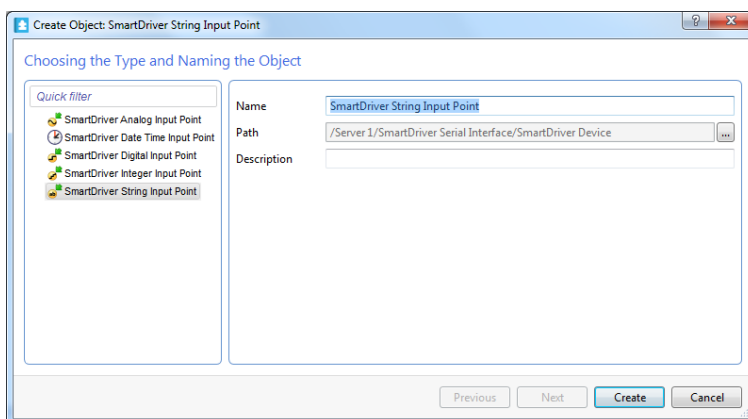 Create Object: SmartDriver String Input Point
Choosing the Type and Naming the Object
Quick filter
SmartDriver Analog Input Point
SmartDriver Date Time Input Point
SmartDriver Digital Input Point
SmartDriver Integer Input Point
SmartDriver String Input Point
Name SmartDriver String Input Point
Path /Server 1/SmartDriver Serial Interface/SmartDriver Device ...
Description
Previous Next Create Cancel